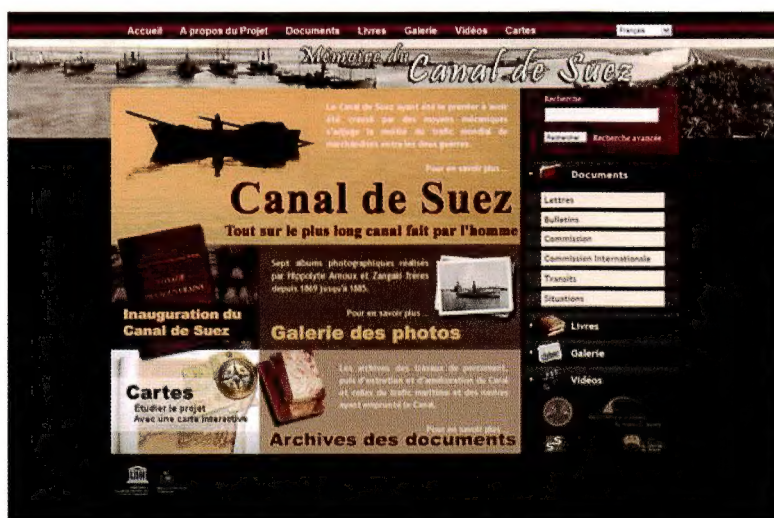 Accueil A propos du Projet Documents Livres Galerie Vidéos Cartes
Français
Mémoire du Canal de Suez
Le Canal de Suez ayant été le premier à avoir
été creusé par des moyens mécaniques
s'adjuge la moitié du trafic mondial de
marchandises entre les deux guerres.
Pour en savoir plus ...
Canal de Suez
Tout sur le plus long canal fait par l'homme
VOYAGE
Inauguration du
Canal de Suez
Sept albums photographiques réalisés
par Hippolyte Arnoux et Zangaki frères
depuis 1869 jusqu'à 1885.
Pour en savoir plus ...
Galerie des photos
Cartes
Étudier le projet
Avec une carte interactive
Les archives des travaux de percement,
puis d'entretien et d'amélioration du Canal
et celles du trafic maritime et des navires
ayant emprunté le Canal.
Pour en savoir plus ...
Archives des documents
Recherche
Rechercher Recherche avancée
Documents
Lettres
Bulletins
Commission
Commission Internationale
Transits
Situations
Livres
Galerie
Vidéos